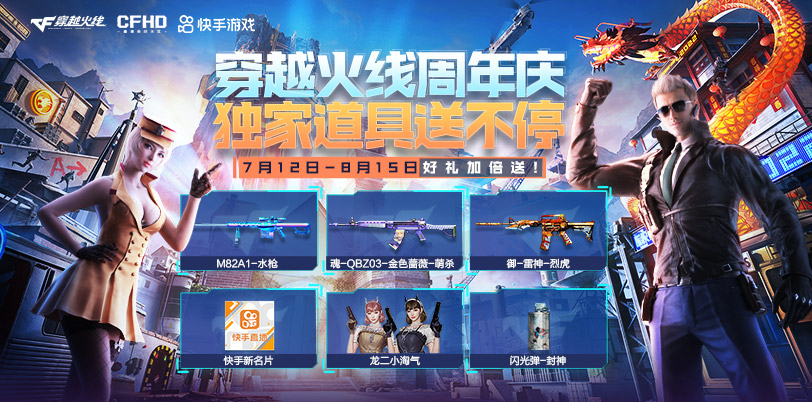 穿越火线
CFHD
快手游戏
穿越火线周年庆
独家道具送不停
7月12日-8月15日 好礼加倍送!
M82A1-水枪
魂-QBZ03-金色蔷薇-萌杀
御-雷神-烈虎
快手直播
快手新名片
龙二小淘气
闪光弹-封神
2022
A